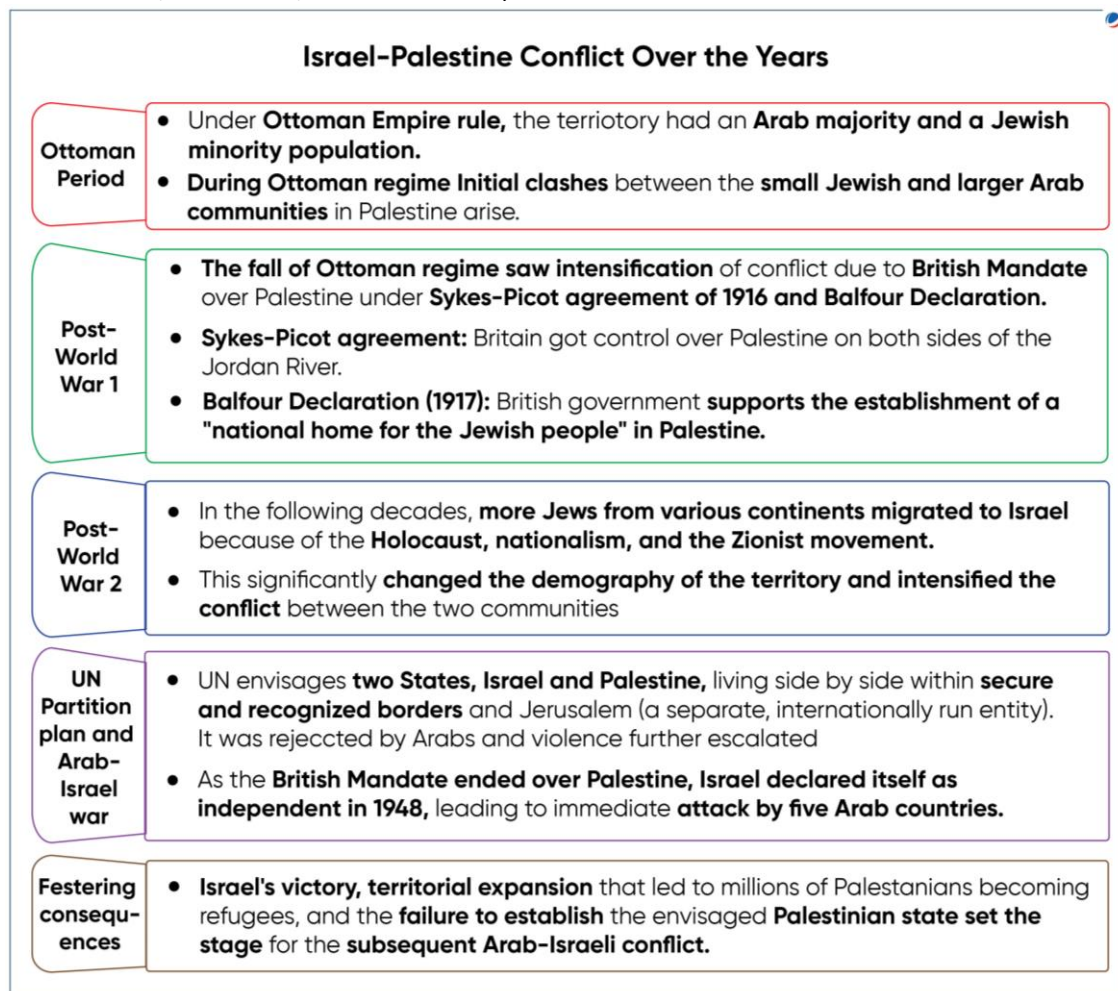 Israel-Palestine Conflict Over the Years
Ottoman
Period
• Under Ottoman Empire rule, the terriotory had an Arab majority and a Jewish
minority population.
• During Ottoman regime Initial clashes between the small Jewish and larger Arab
communities in Palestine arise.
Post-
World
War 1
• The fall of Ottoman regime saw intensification of conflict due to British Mandate
over Palestine under Sykes-Picot agreement of 1916 and Balfour Declaration.
• Sykes-Picot agreement: Britain got control over Palestine on both sides of the
Jordan River.
• Balfour Declaration (1917): British government supports the establishment of a
"national home for the Jewish people" in Palestine.
Post-
World
War 2
• In the following decades, more Jews from various continents migrated to Israel
because of the Holocaust, nationalism, and the Zionist movement.
• This significantly changed the demography of the territory and intensified the
conflict between the two communities
UN
Partition
plan and
Arab-
Israel
war
• UN envisages two States, Israel and Palestine, living side by side within secure
and recognized borders and Jerusalem (a separate, internationally run entity).
It was rejeccted by Arabs and violence further escalated
• As the British Mandate ended over Palestine, Israel declared itself as
independent in 1948, leading to immediate attack by five Arab countries.
Festering
consequ-
ences
• Israel's victory, territorial expansion that led to millions of Palestanians becoming
refugees, and the failure to establish the envisaged Palestinian state set the
stage for the subsequent Arab-Israeli conflict.